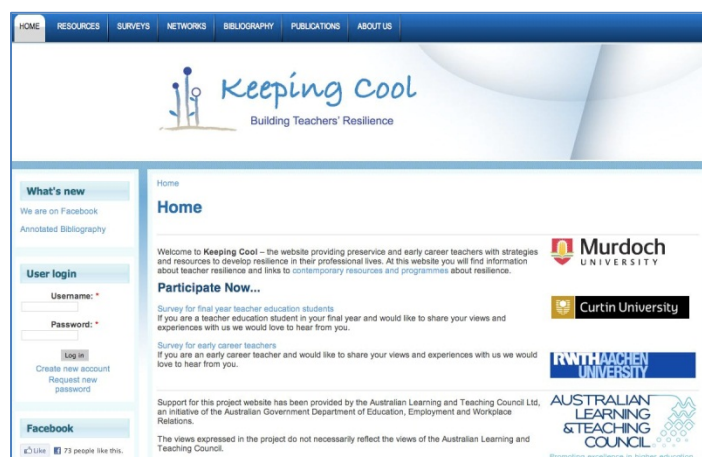 HOME RESOURCES SURVEYS NETWORKS BIBLIOGRAPHY PUBLICATIONS ABOUT US
Keeping Cool
Building Teachers' Resilience
What's new
We are on Facebook
Annotated Bibliography
User login
Username: *
Password: *
Log in
Create new account
Request new
password
Facebook
Like 73 people like this.
Home
Home
Welcome to Keeping Cool – the website providing preservice and early career teachers with strategies
and resources to develop resilience in their professional lives. At this website you will find information
about teacher resilience and links to contemporary resources and programmes about resilience.
Participate Now...
Survey for final year teacher education students
If you are a teacher education student in your final year and would like to share your views and
experiences with us we would love to hear from you.
Survey for early career teachers
If you are an early career teacher and would like to share your views and experiences with us we would
love to hear from you.
Support for this project website has been provided by the Australian Learning and Teaching Council Ltd,
an initiative of the Australian Government Department of Education, Employment and Workplace
Relations.
The views expressed in the project do not necessarily reflect the views of the Australian Learning and
Teaching Council.
Murdoch
UNIVERSITY
Curtin University
RWTHAACHEN
UNIVERSITY
AUSTRALIAN
LEARNING
&TEACHING
COUNCIL
Promoting excellence in higher education